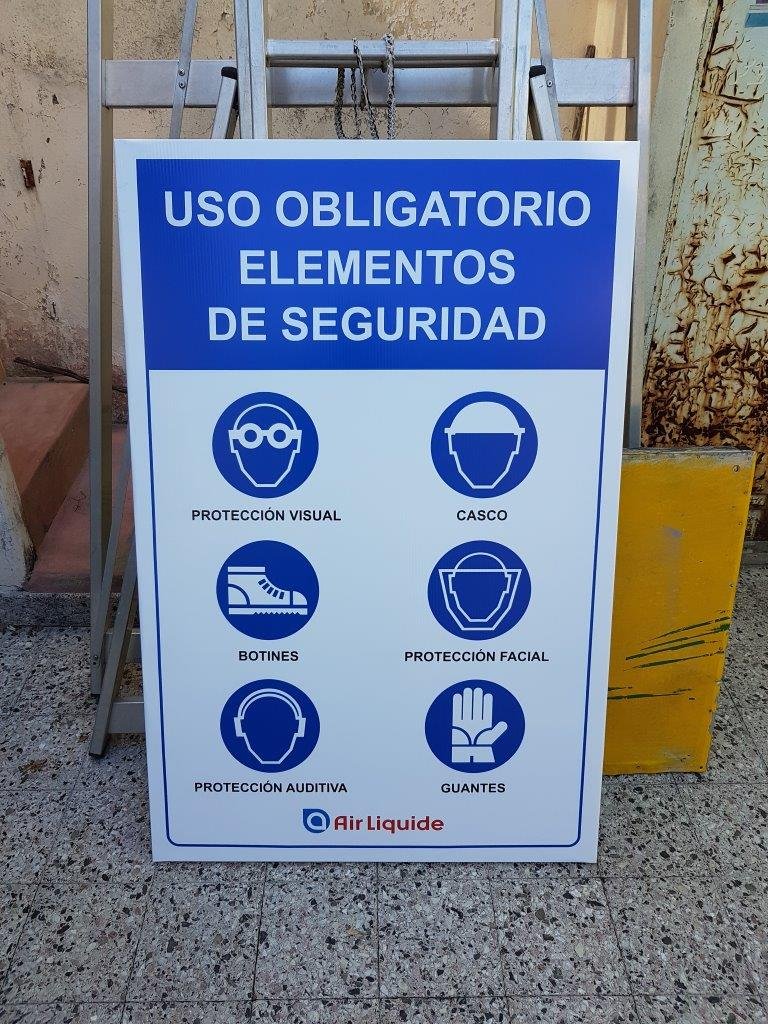 USO OBLIGATORIO
ELEMENTOS
DE SEGURIDAD
PROTECCIÓN VISUAL
CASCO
BOTINES
PROTECCIÓN FACIAL
PROTECCIÓN AUDITIVA
GUANTES
Air Liquide